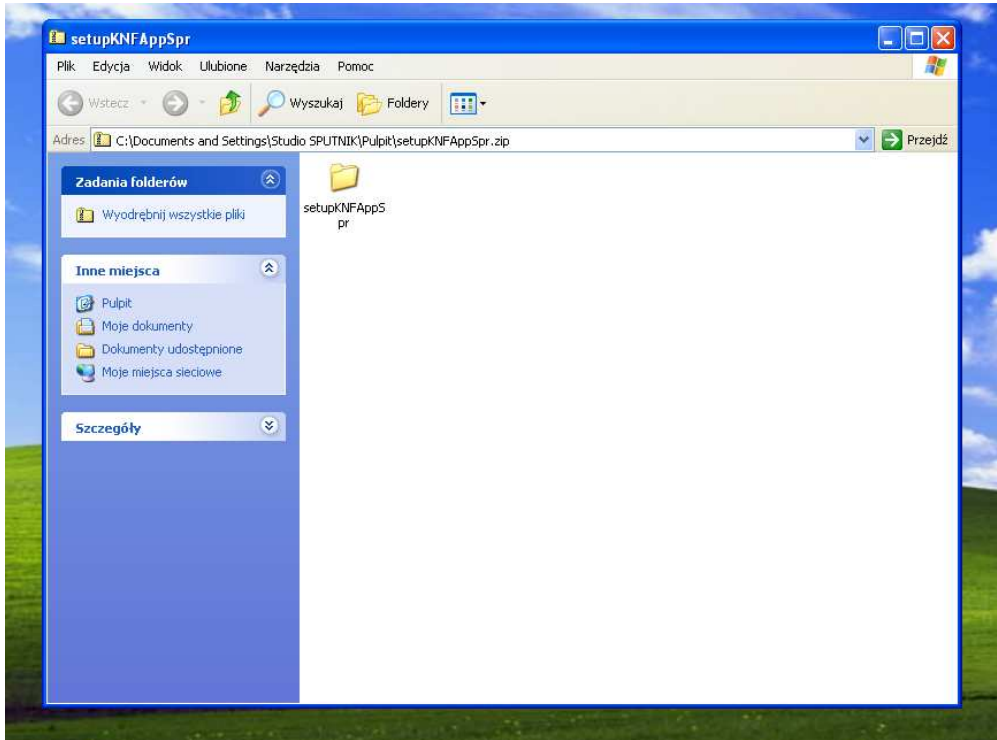 setupKNFAppSpr
Plik Edycja Widok Ulubione Narzędzia Pomoc
Wstecz Wyszukaj Foldery
Adres C:\Documents and Settings\Studio SPUTNIK\Pulpit\setupKNFAppSpr.zip Przejdź
Zadania folderów
Wyodrębnij wszystkie pliki
Inne miejsca
Pulpit
Moje dokumenty
Dokumenty udostępnione
Moje miejsca sieciowe
Szczegóły
setupKNFAppS
pr